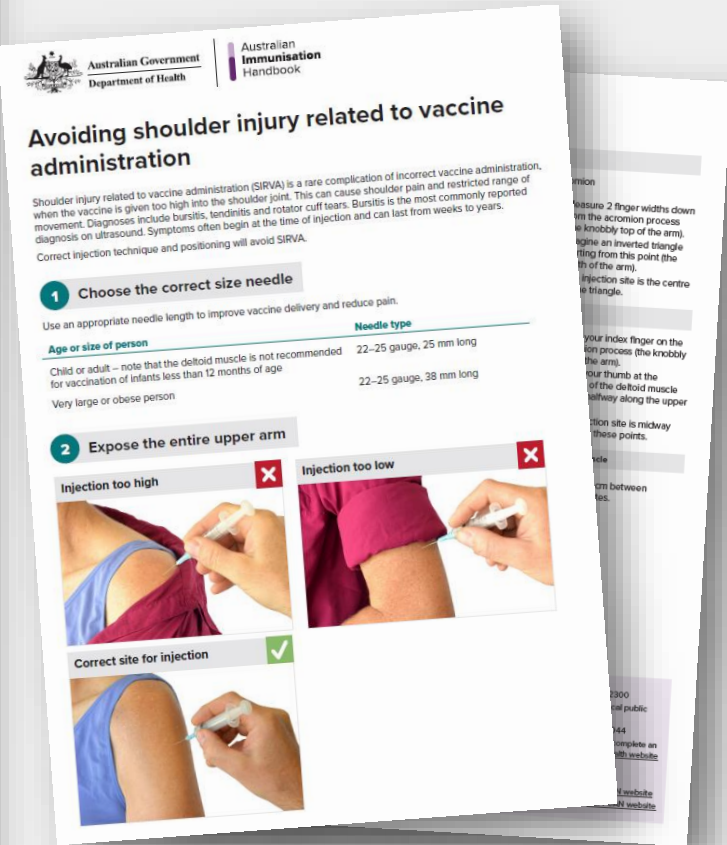 Australian Government
Department of Health
Australian
Immunisation
Handbook
Avoiding shoulder injury related to vaccine
administration
Shoulder injury related to vaccine administration (SIRVA) is a rare complication of incorrect vaccine administration,
when the vaccine is given too high into the shoulder joint. This can cause shoulder pain and restricted range of
movement. Diagnoses include bursitis, tendinitis and rotator cuff tears. Bursitis is the most commonly reported
diagnosis on ultrasound. Symptoms often begin at the time of injection and can last from weeks to years.
Correct injection technique and positioning will avoid SIRVA.
1 Choose the correct size needle
Use an appropriate needle length to improve vaccine delivery and reduce pain.
Age or size of person Needle type
Child or adult – note that the deltoid muscle is not recommended 22–25 gauge, 25 mm long
for vaccination of infants less than 12 months of age
Very large or obese person 22–25 gauge, 38 mm long
2 Expose the entire upper arm
Injection too high
Injection too low
Correct site for injection
2 finger widths down
the acromion process
knobbly top of arm).
an inverted triangle
from this point (the
of the arm).
injection site is the centre
triangle.
your index finger on the
process (the knobbly
the arm).
your thumb at the
of the deltoid muscle
halfway along the upper
site is midway
these points.
cm between
2300
public
complete an
website
website
website